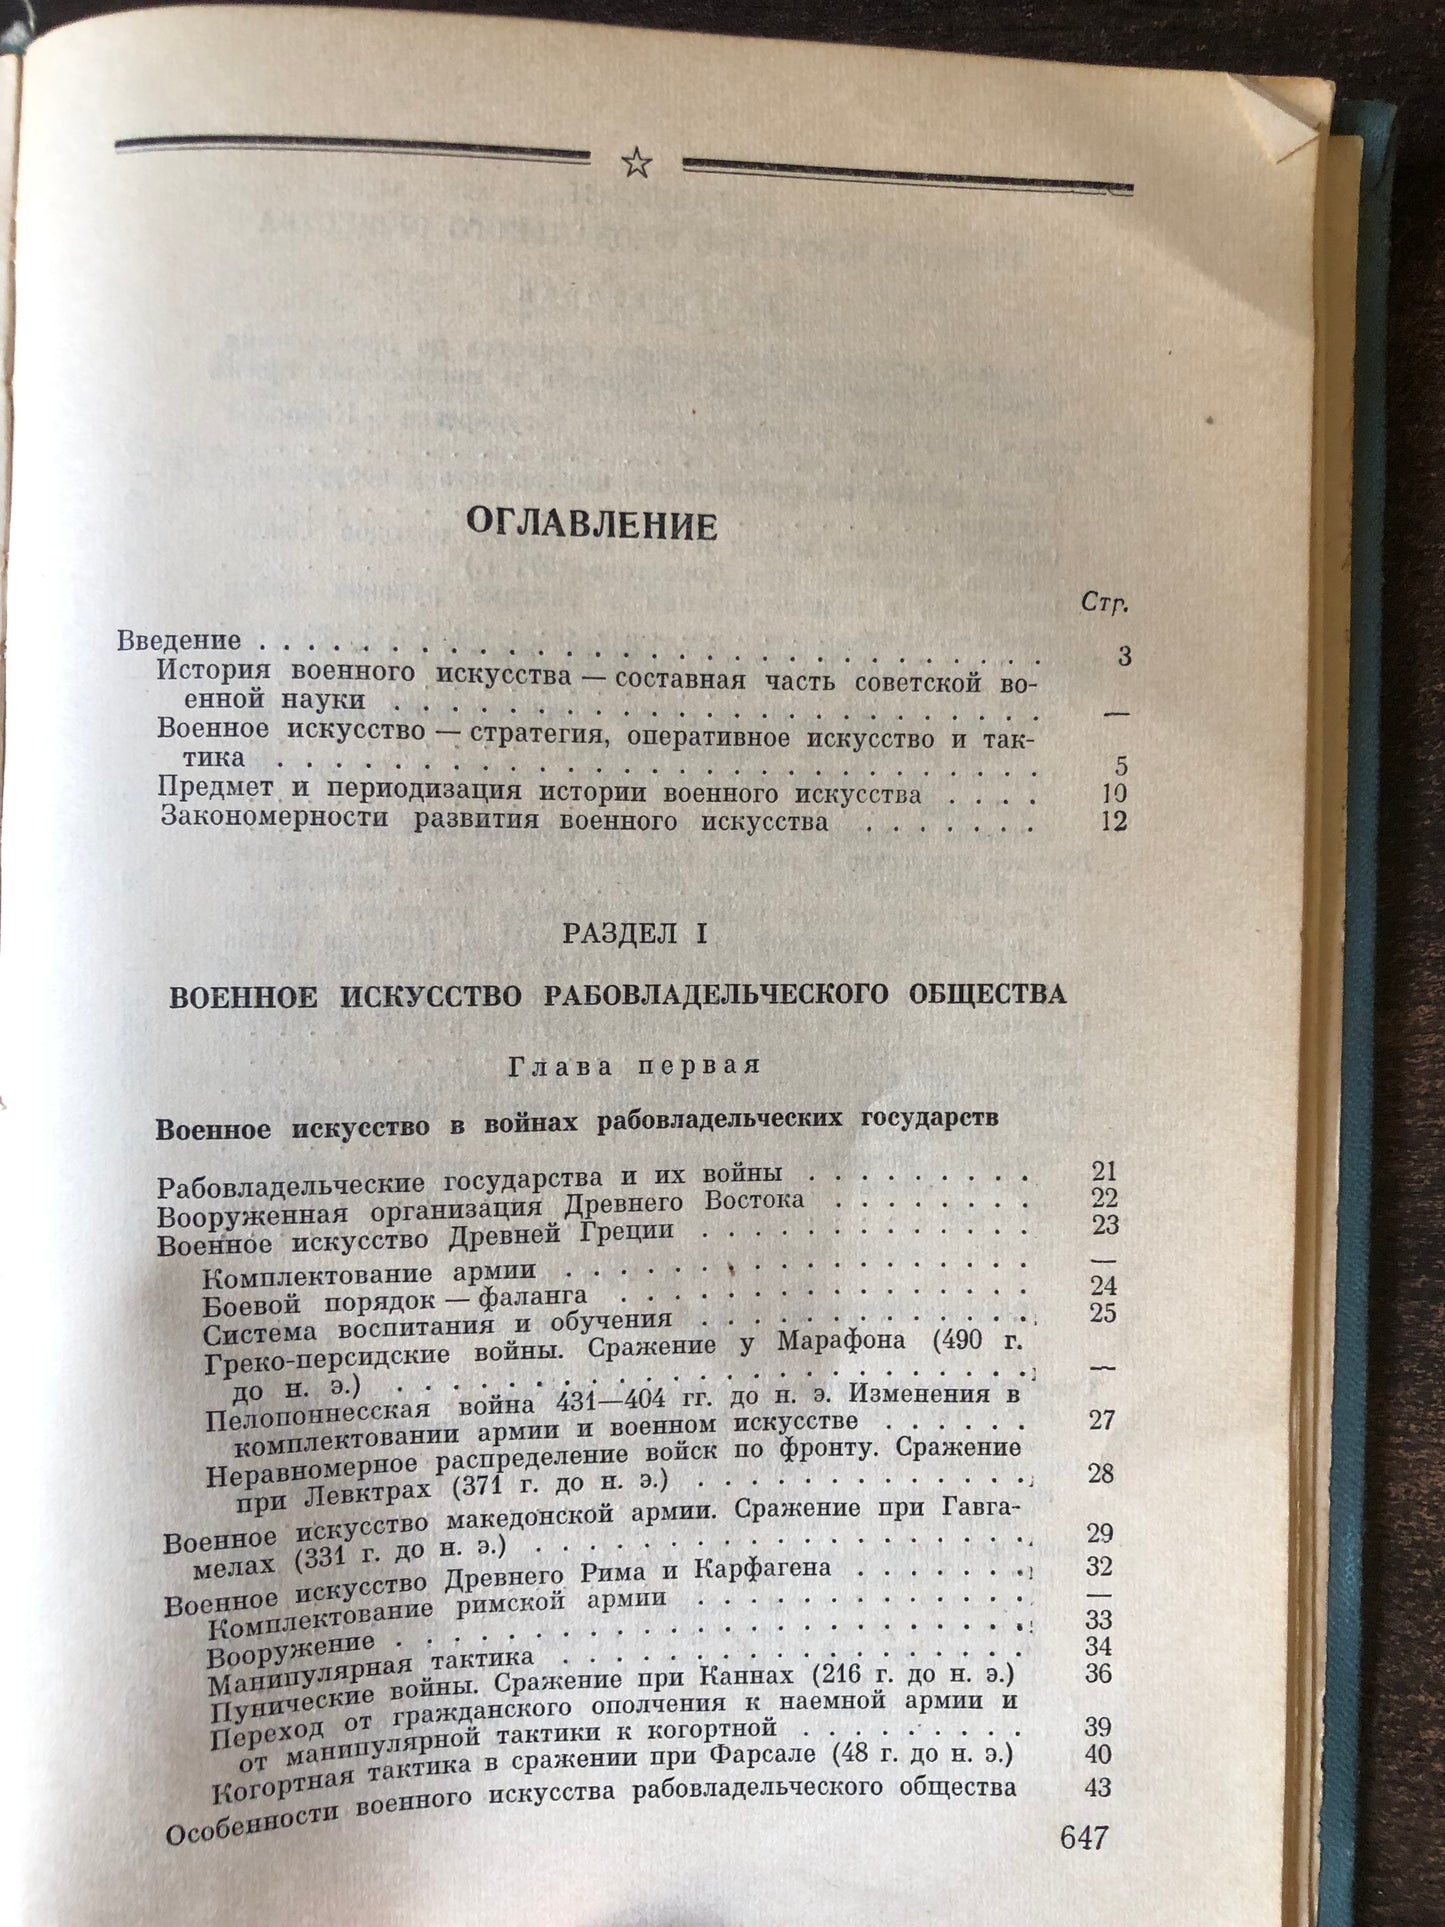 ОГЛАВЛЕНИЕ
Стр.
Введение . . . . . . . . . . . . . . . . . . . . . . . . . . . . 3
История военного искусства — составная часть советской во-
енной науки . . . . . . . . . . . . . . . . . . . . . . . —
Военное искусство — стратегия, оперативное искусство и так-
тика . . . . . . . . . . . . . . . . . . . . . . . . . . . 5
Предмет и периодизация истории военного искусства . . . . 10
Закономерности развития военного искусства . . . . . . . 12
РАЗДЕЛ I
ВОЕННОЕ ИСКУССТВО РАБОВЛАДЕЛЬЧЕСКОГО ОБЩЕСТВА
Глава первая
Военное искусство в войнах рабовладельческих государств
Рабовладельческие государства и их войны . . . . . . . . . 21
Вооруженная организация Древнего Востока . . . . . . . . 22
Военное искусство Древней Греции . . . . . . . . . . . . . 23
Комплектование армии . . . . . . . . . . . . . . . . . —
Боевой порядок — фаланга . . . . . . . . . . . . . . . 24
Система воспитания и обучения . . . . . . . . . . . . . 25
Греко-персидские войны. Сражение у Марафона (490 г.
до н. э.) . . . . . . . . . . . . . . . . . . . . . . . —
Пелопоннесская война 431—404 гг. до н. э. Изменения в
комплектовании армии и военном искусстве . . . . . . 27
Неравномерное распределение войск по фронту. Сражение
при Левктрах (371 г. до н. э.) . . . . . . . . . . . . . 28
Военное искусство македонской армии. Сражение при Гавга-
мелах (331 г. до н. э.) . . . . . . . . . . . . . . . . . . 29
Военное искусство Древнего Рима и Карфагена . . . . . . . 32
Комплектование римской армии . . . . . . . . . . . . . —
Вооружение . . . . . . . . . . . . . . . . . . . . . . . 33
Манипулярная тактика . . . . . . . . . . . . . . . . . 34
Пунические войны. Сражение при Каннах (216 г. до н. э.) 36
Переход от гражданского ополчения к наемной армии и
от манипулярной тактики к когортной . . . . . . . . . 39
Когортная тактика в сражении при Фарсале (48 г. до н. э.) 40
Особенности военного искусства рабовладельческого общества 43
647